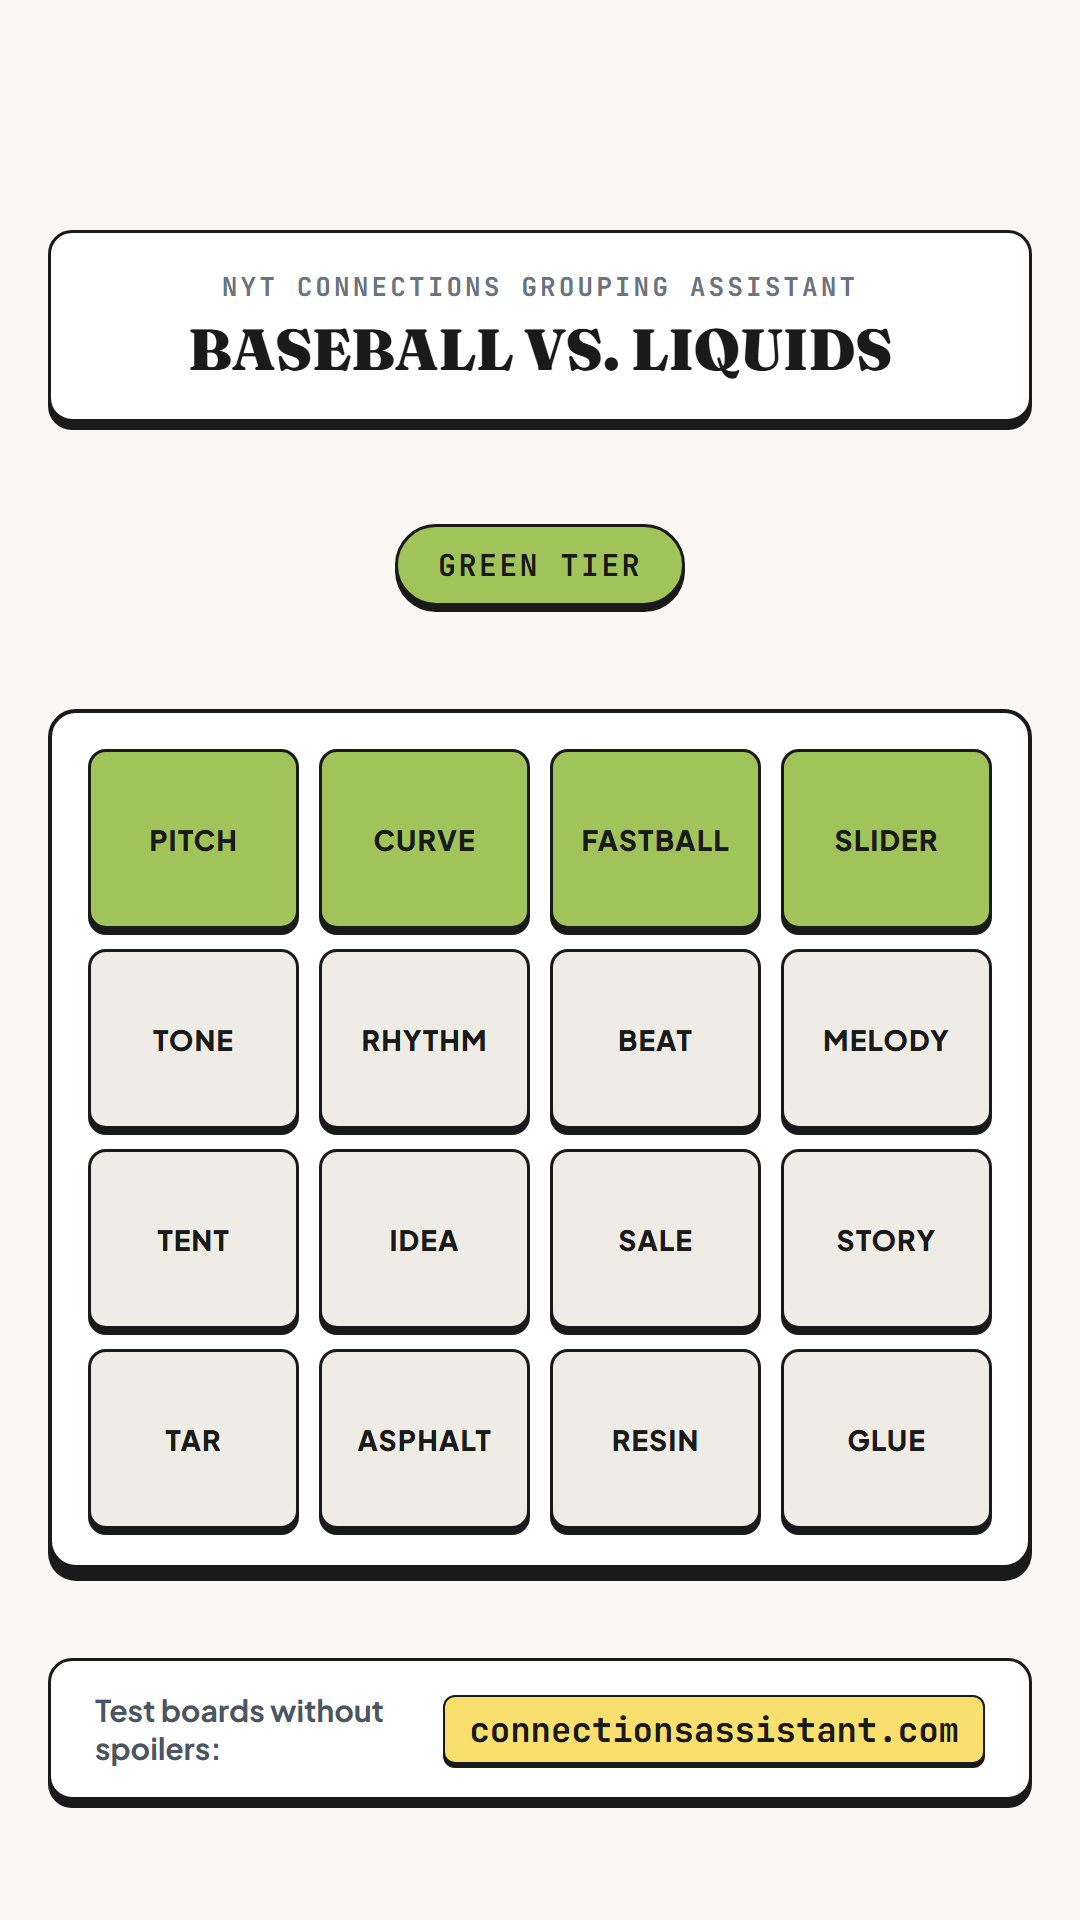 NYT CONNECTIONS GROUPING ASSISTANT
BASEBALL VS. LIQUIDS
GREEN TIER
PITCH CURVE FASTBALL SLIDER
TONE RHYTHM BEAT MELODY
TENT IDEA SALE STORY
TAR ASPHALT RESIN GLUE
Test boards without
spoilers:
connectionsassistant.com